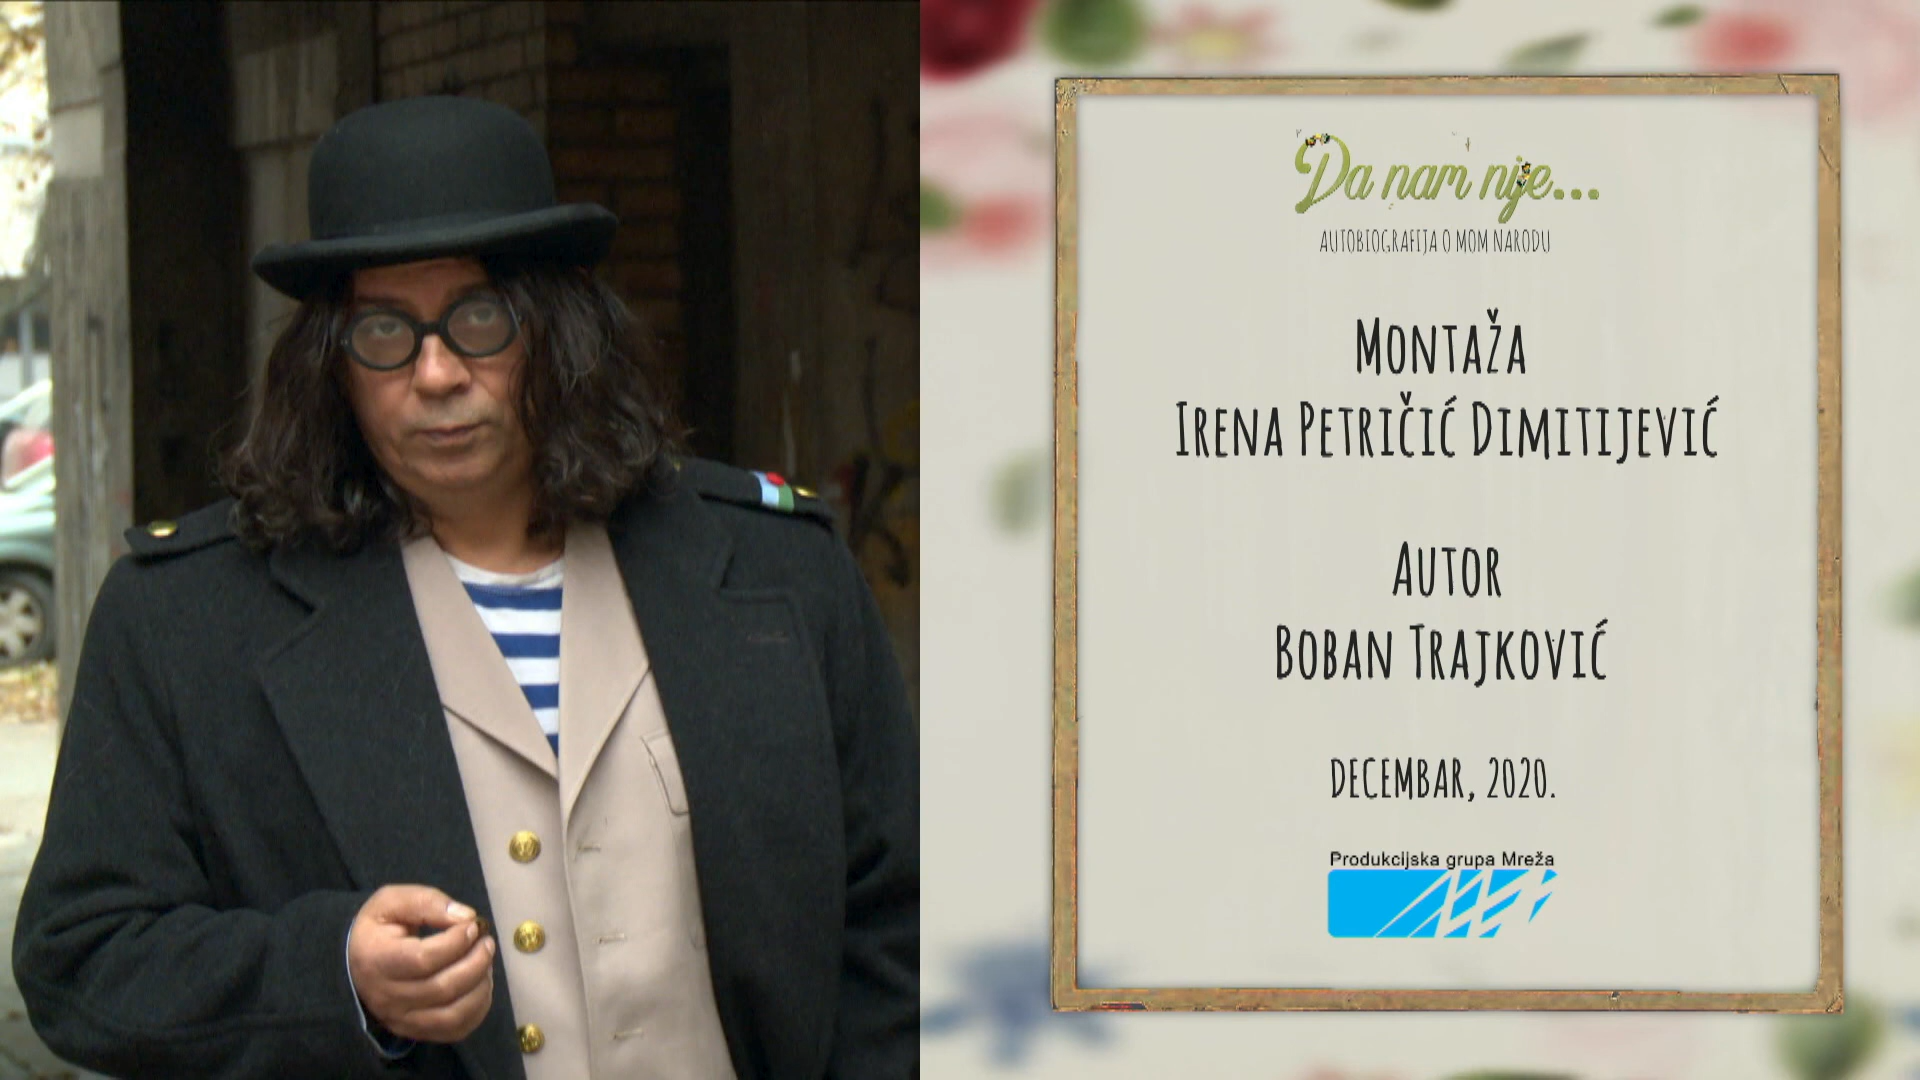 Da nam nije...
AUTOBIOGRAFIJA O MOM NARODU
MONTAŽA
IRENA PETRIČIĆ DIMITIJEVIĆ
AUTOR
BOBAN TRAJKOVIĆ
DECEMBAR, 2020.
Produkcijska grupa Mreža